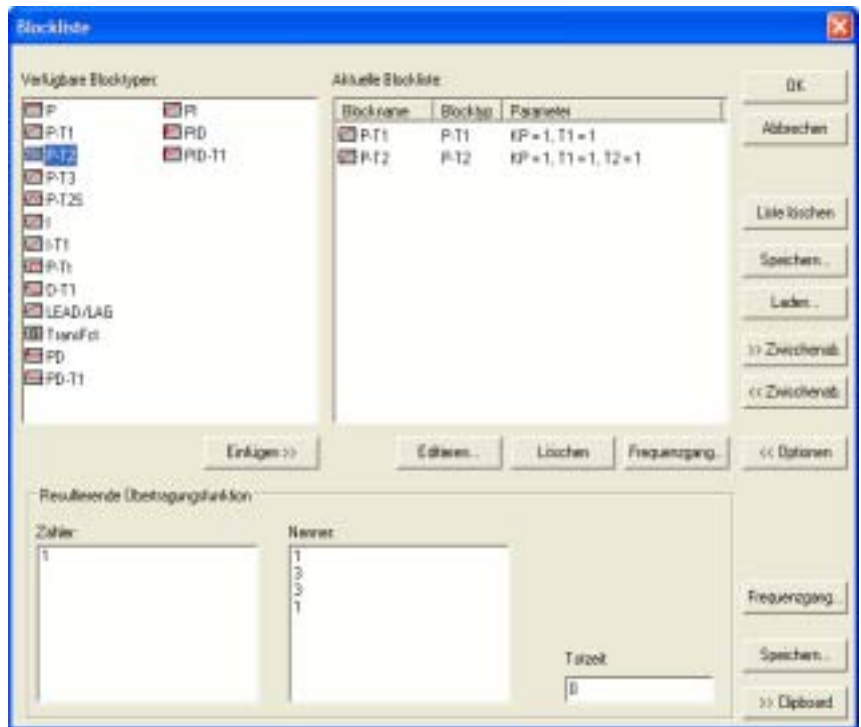 Blockliste
Verfügbare Blocktypen:
P
P-T1
P-T2
P-T3
P-T2S
I
I-T1
P-Tt
D-T1
LEAD/LAG
TransFct
PD
PD-T1
PI
PID
PID-T1
Einfügen >>
Aktuelle Blockliste:
Blockname Blocktyp Parameter
P-T1 P-T1 KP = 1, T1 = 1
P-T2 P-T2 KP = 1, T1 = 1, T2 = 1
Editieren... Löschen Frequenzgang...
OK
Abbrechen
Liste löschen
Speichern...
Laden...
>> Zwischenab.
<< Zwischenab.
<< Optionen
Resultierende Übertragungsfunktion
Zähler:
1
Nenner:
1
3
3
1
Totzeit:
0
Frequenzgang...
Speichern...
>> Clipboard